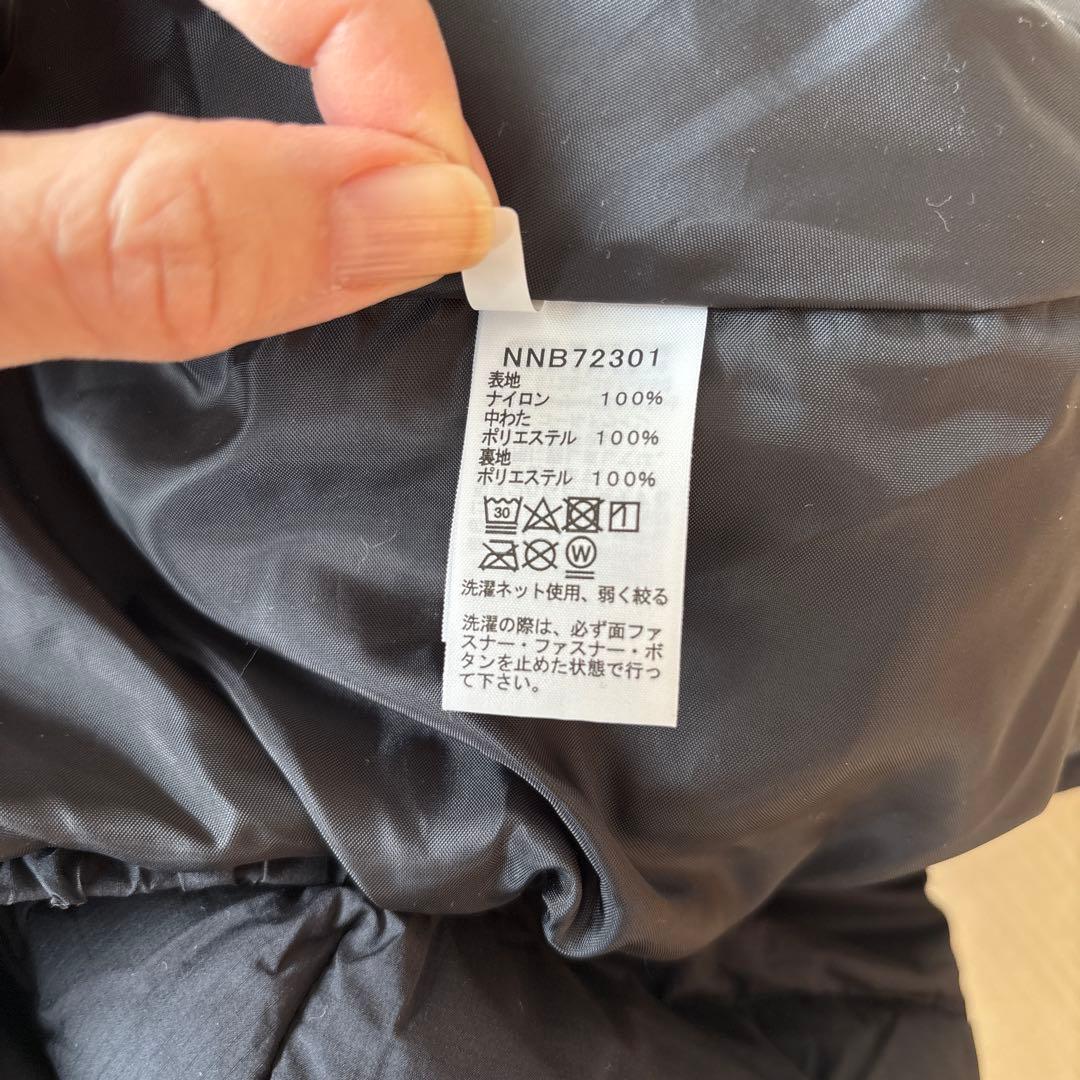 NNB72301
表地
ナイロン 100%
中わた
ポリエステル 100%
裏地
ポリエステル 100%
30
W
洗濯ネット使用、弱く絞る
洗濯の際は、必ず面ファ
スナー・ファスナー・ボ
タンを止めた状態で行っ
て下さい。